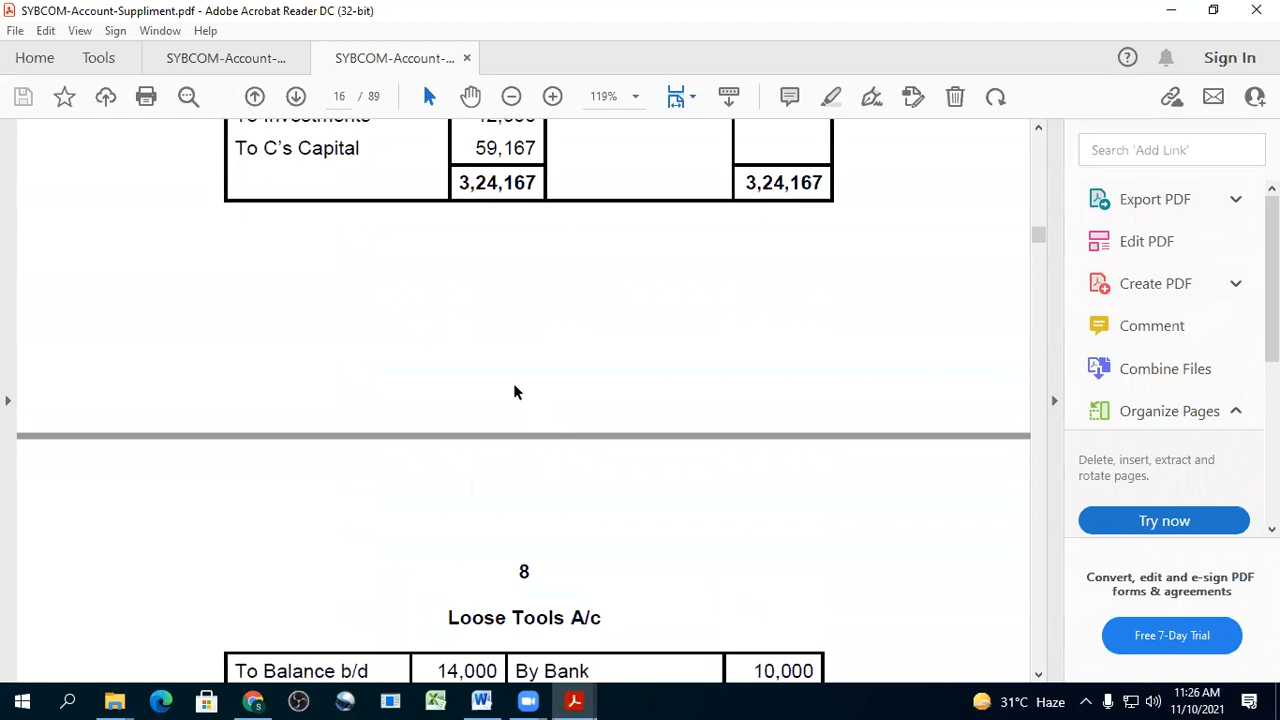 SYBCOM-Account-Suppliment.pdf - Adobe Acrobat Reader DC (32-bit)
File Edit View Sign Window Help
Home Tools SYBCOM-Account-... SYBCOM-Account-... × Sign In
16 / 89 119%
To Investments
To C's Capital 59,167
3,24,167 3,24,167
8
Loose Tools A/c
To Balance b/d 14,000 By Bank 10,000
Search 'Add Link'
Export PDF
Edit PDF
Create PDF
Comment
Combine Files
Organize Pages
Delete, insert, extract and
rotate pages.
Try now
Convert, edit and e-sign PDF
forms & agreements
Free 7-Day Trial
31°C Haze 11:26 AM
11/10/2021